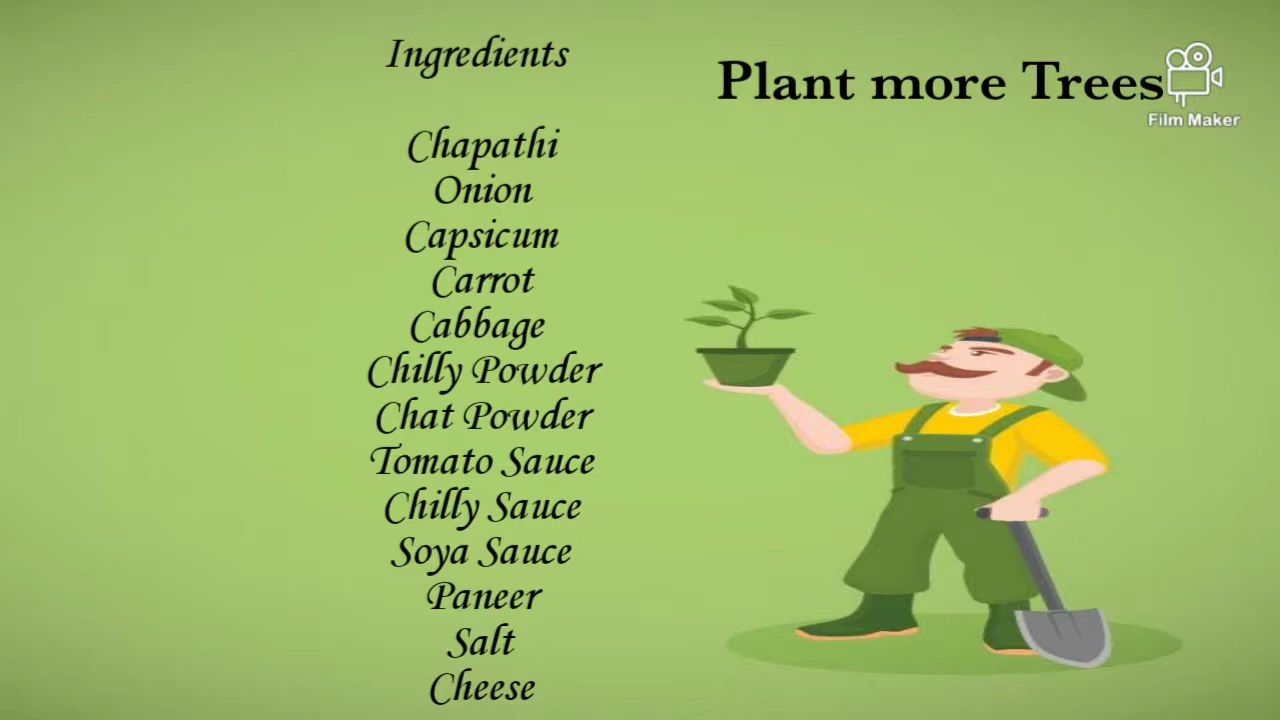 Ingredients
Chapathi
Onion
Capsicum
Carrot
Cabbage
Chilly Powder
Chat Powder
Tomato Sauce
Chilly Sauce
Soya Sauce
Paneer
Salt
Cheese
Plant more Trees
Film Maker